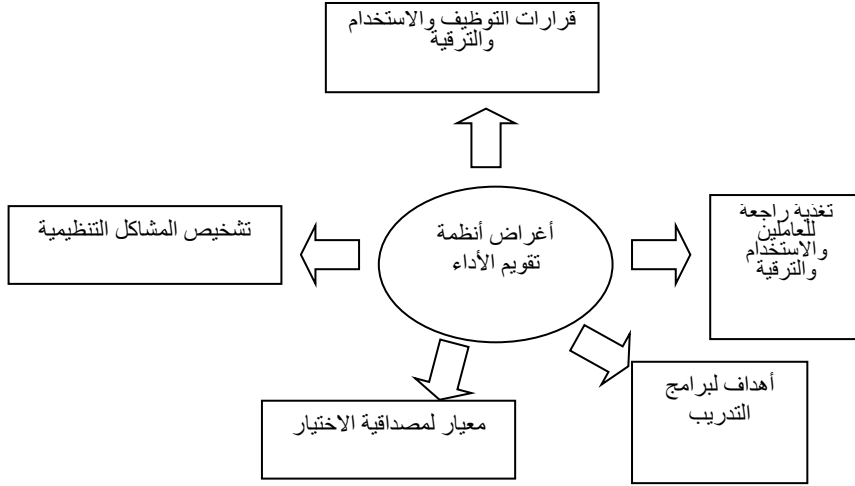 قرارات التوظيف والاستخدام
والترقية
تغذية راجعة
للعاملين
والاستخدام
والترقية
أغراض أنظمة
تقويم الأداء
تشخيص المشاكل التنظيمية
أهداف لبرامج
التدريب
معيار لمصداقية الاختيار